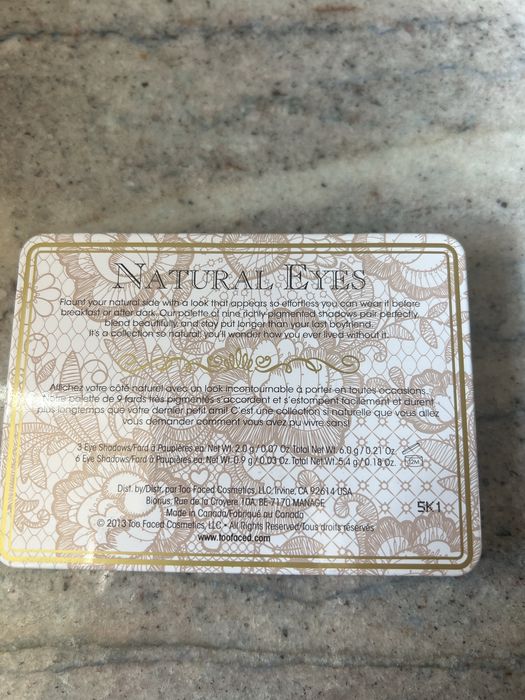 NATURAL EYES
Flaunt your natural side with a look that appears so effortless you can wear it before
breakfast or after dark. Our palette of nine richly-pigmented shadows pair perfectly,
blend beautifully, and stay put longer than your last boyfriend.
It's a collection so natural, you'll wonder how you ever lived without it.
Affichez votre côté naturel avec un look incontournable à porter en toutes occasions.
Notre palette de 9 fards très pigmentés s'accordent et s'estompent facilement et durent
plus longtemps que votre dernier petit ami! C'est une collection si naturelle que vous allez
vous demander comment vous avez pu vivre sans!
3 Eye Shadows/Fard à Paupières ea/ Net Wt. 2.0 g/0.07 Oz. Total Net Wt. 6.0 g/0.21 Oz.
6 Eye Shadows/Fard à Paupières ea/ Net Wt. 0.9 g/0.03 Oz. Total Net Wt. 5.4 g/0.18 Oz.
12M
Dist. by/Distr. par Too Faced Cosmetics, LLC, Irvine, CA 92614 USA
Biorius, Rue de la Croyere, 1DA, BE-7170 MANAGE
Made in Canada/Fabriqué au Canada
5K1
© 2013 Too Faced Cosmetics, LLC • All Rights Reserved/Tous droits réservés
www.toofaced.com